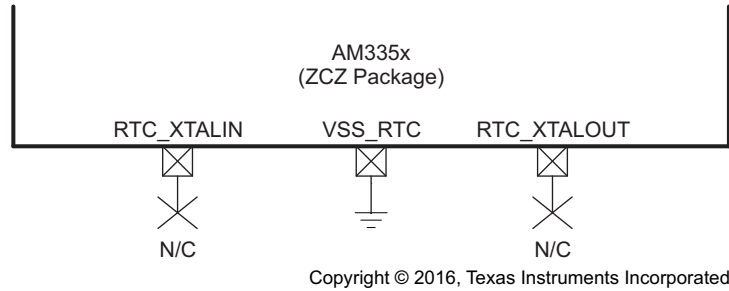 AM335x
(ZCZ Package)
RTC_XTALIN VSS_RTC RTC_XTALOUT
N/C N/C
Copyright © 2016, Texas Instruments Incorporated